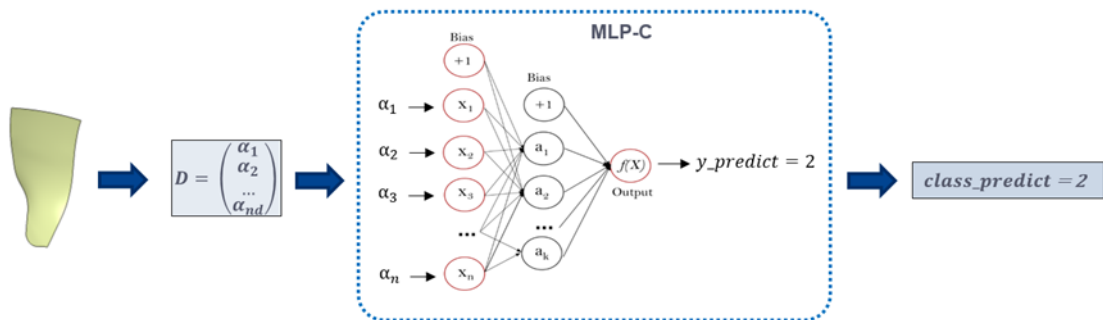 MLP-C
Bias
+1
Bias
+1
α₁
x₁
α₂
x₂
α₃
x₃
...
αₙ
xₙ
a₁
a₂
...
aₖ
f(X)
Output
y_predict = 2
D = (α₁
α₂
...
αₙd)
class_predict = 2